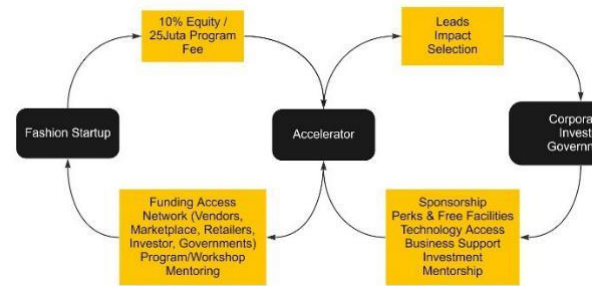 10% Equity /
25Juta Program
Fee
Leads
Impact
Selection
Fashion Startup
Accelerator
Funding Access
Network (Vendors,
Marketplace, Retailers,
Investor, Governments)
Program/Workshop
Mentoring
Sponsorship
Perks & Free Facilities
Technology Access
Business Support
Investment
Mentorship